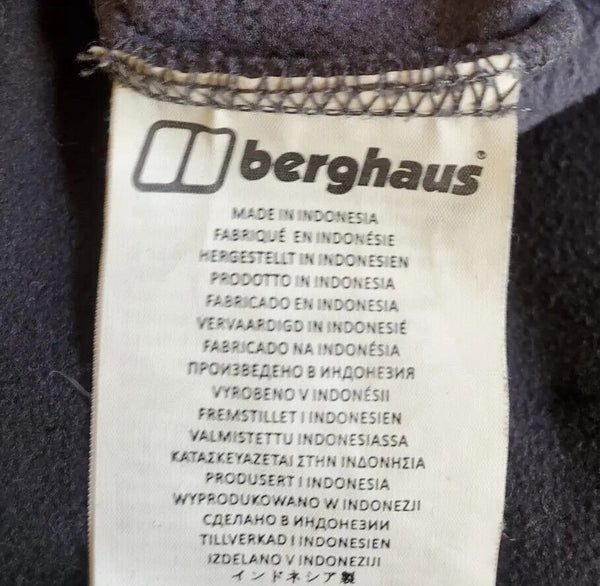 berghaus®
MADE IN INDONESIA
FABRIQUÉ EN INDONÉSIE
HERGESTELLT IN INDONESIEN
PRODOTTO IN INDONESIA
FABRICADO EN INDONESIA
VERVAARDIGD IN INDONESIÉ
FABRICADO NA INDONÉSIA
ПРОИЗВЕДЕНО В ИНДОНЕЗИЯ
VYROBENO V INDONÉSII
FREMSTILLET I INDONESIEN
VALMISTETTU INDONESIASSA
ΚΑΤΑΣΚΕΥΑΖΕΤΑΙ ΣΤΗΝ ΙΝΔΟΝΗΣΙΑ
PRODUSERT I INDONESIA
WYPRODUKOWANO W INDONEZJI
СДЕЛАНО В ИНДОНЕЗИИ
TILLVERKAD I INDONESIEN
IZDELANO V INDONEZIJI
インドネシア製